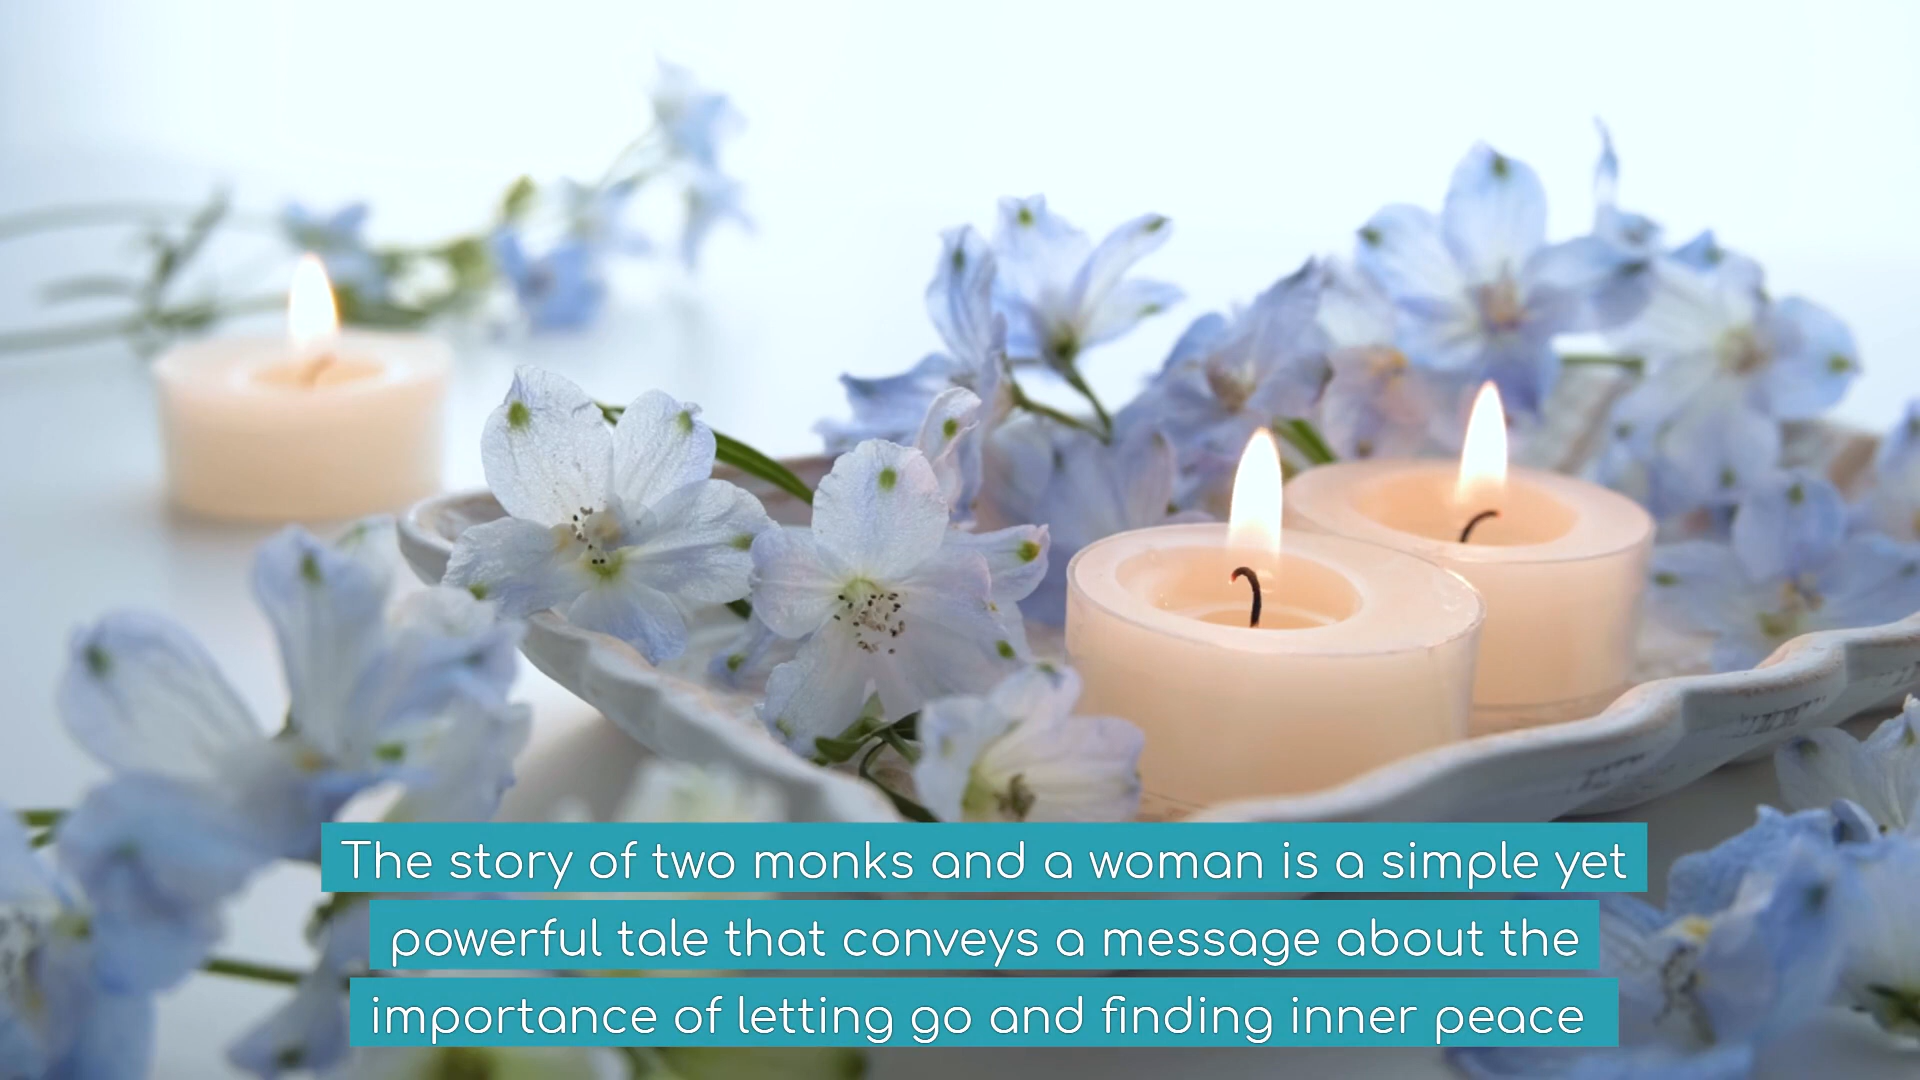 The story of two monks and a woman is a simple yet
powerful tale that conveys a message about the
importance of letting go and finding inner peace